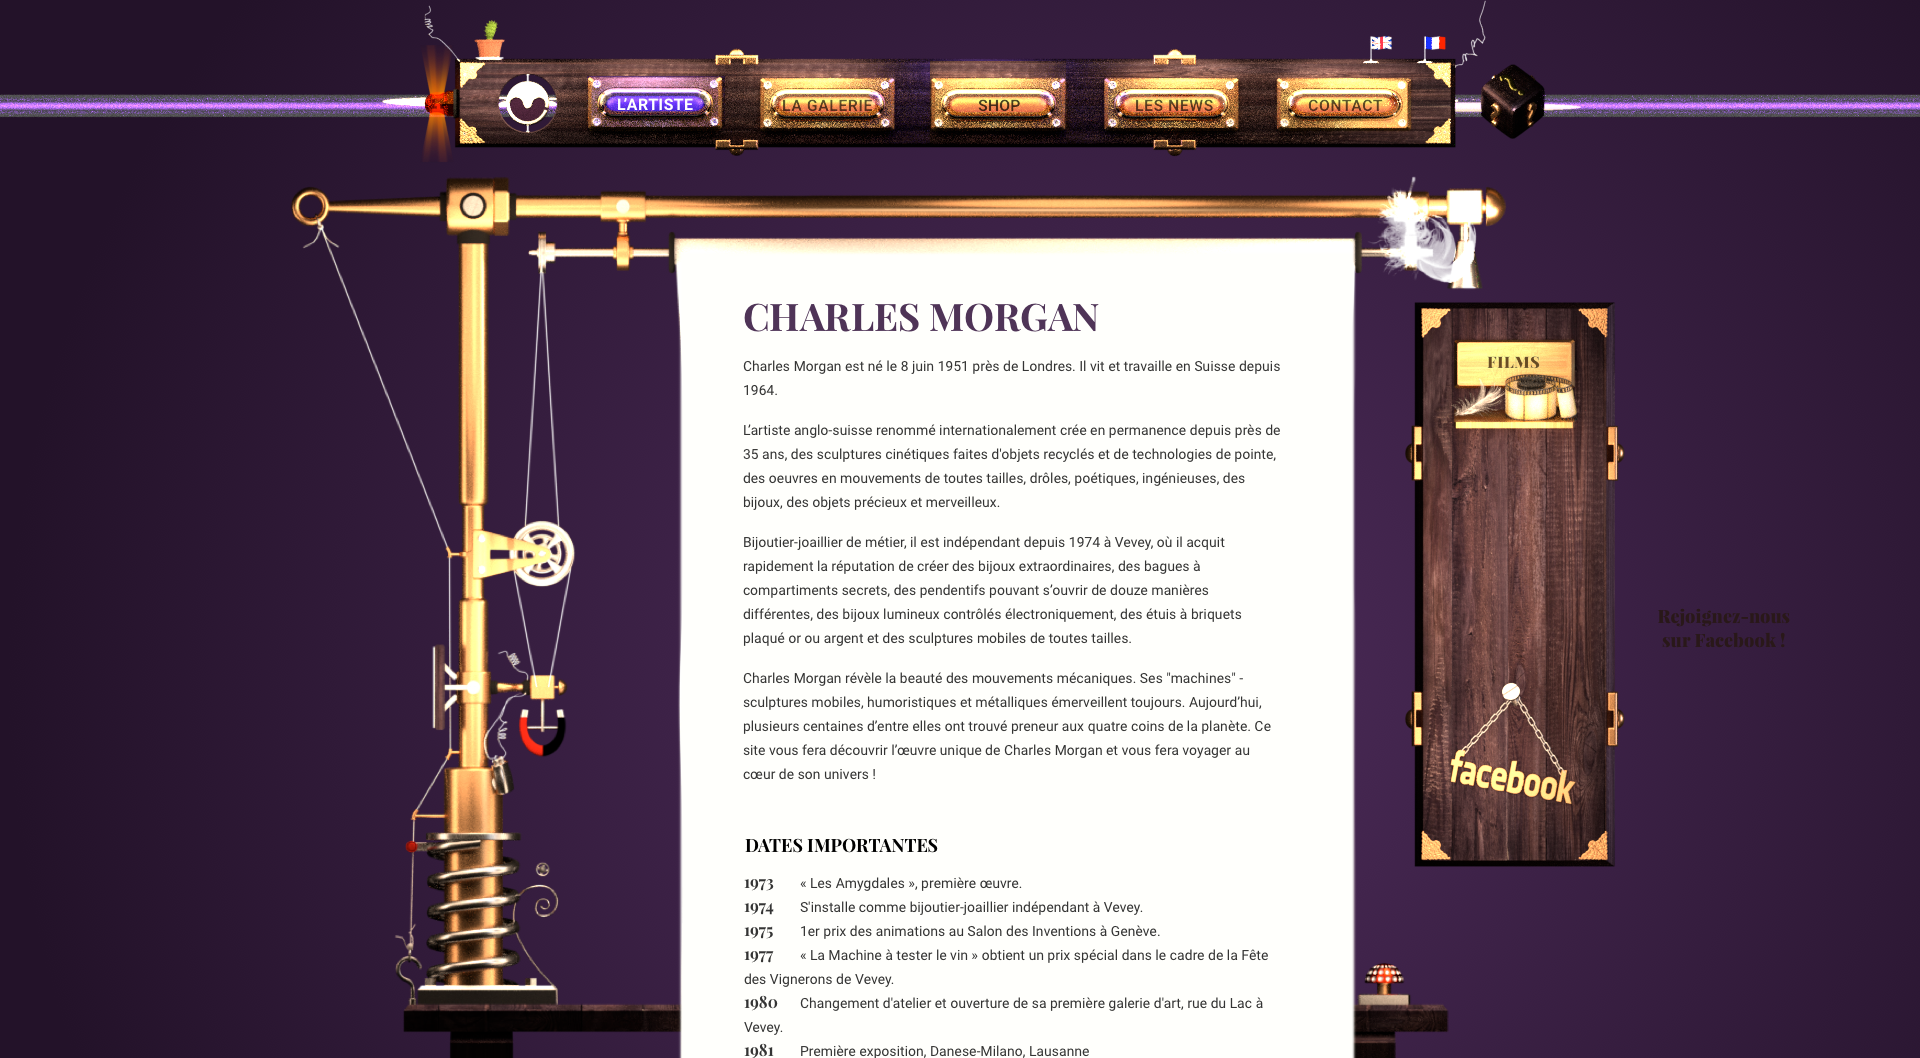 L'ARTISTE
LA GALERIE
SHOP
LES NEWS
CONTACT
CHARLES MORGAN
Charles Morgan est né le 8 juin 1951 près de Londres. Il vit et travaille en Suisse depuis
1964.
L’artiste anglo-suisse renommé internationalement crée en permanence depuis près de
35 ans, des sculptures cinétiques faites d'objets recyclés et de technologies de pointe,
des oeuvres en mouvements de toutes tailles, drôles, poétiques, ingénieuses, des
bijoux, des objets précieux et merveilleux.
Bijoutier-joaillier de métier, il est indépendant depuis 1974 à Vevey, où il acquit
rapidement la réputation de créer des bijoux extraordinaires, des bagues à
compartiments secrets, des pendentifs pouvant s’ouvrir de douze manières
différentes, des bijoux lumineux contrôlés électroniquement, des étuis à briquets
plaqué or ou argent et des sculptures mobiles de toutes tailles.
Charles Morgan révèle la beauté des mouvements mécaniques. Ses "machines" -
sculptures mobiles, humoristiques et métalliques émerveillent toujours. Aujourd’hui,
plusieurs centaines d’entre elles ont trouvé preneur aux quatre coins de la planète. Ce
site vous fera découvrir l’œuvre unique de Charles Morgan et vous fera voyager au
cœur de son univers !
DATES IMPORTANTES
1973 « Les Amygdales », première œuvre.
1974 S'installe comme bijoutier-joaillier indépendant à Vevey.
1975 1er prix des animations au Salon des Inventions à Genève.
1977 « La Machine à tester le vin » obtient un prix spécial dans le cadre de la Fête
des Vignerons de Vevey.
1980 Changement d'atelier et ouverture de sa première galerie d'art, rue du Lac à
Vevey.
1981 Première exposition, Danese-Milano, Lausanne
FILMS
facebook
Rejoignez-nous
sur Facebook !